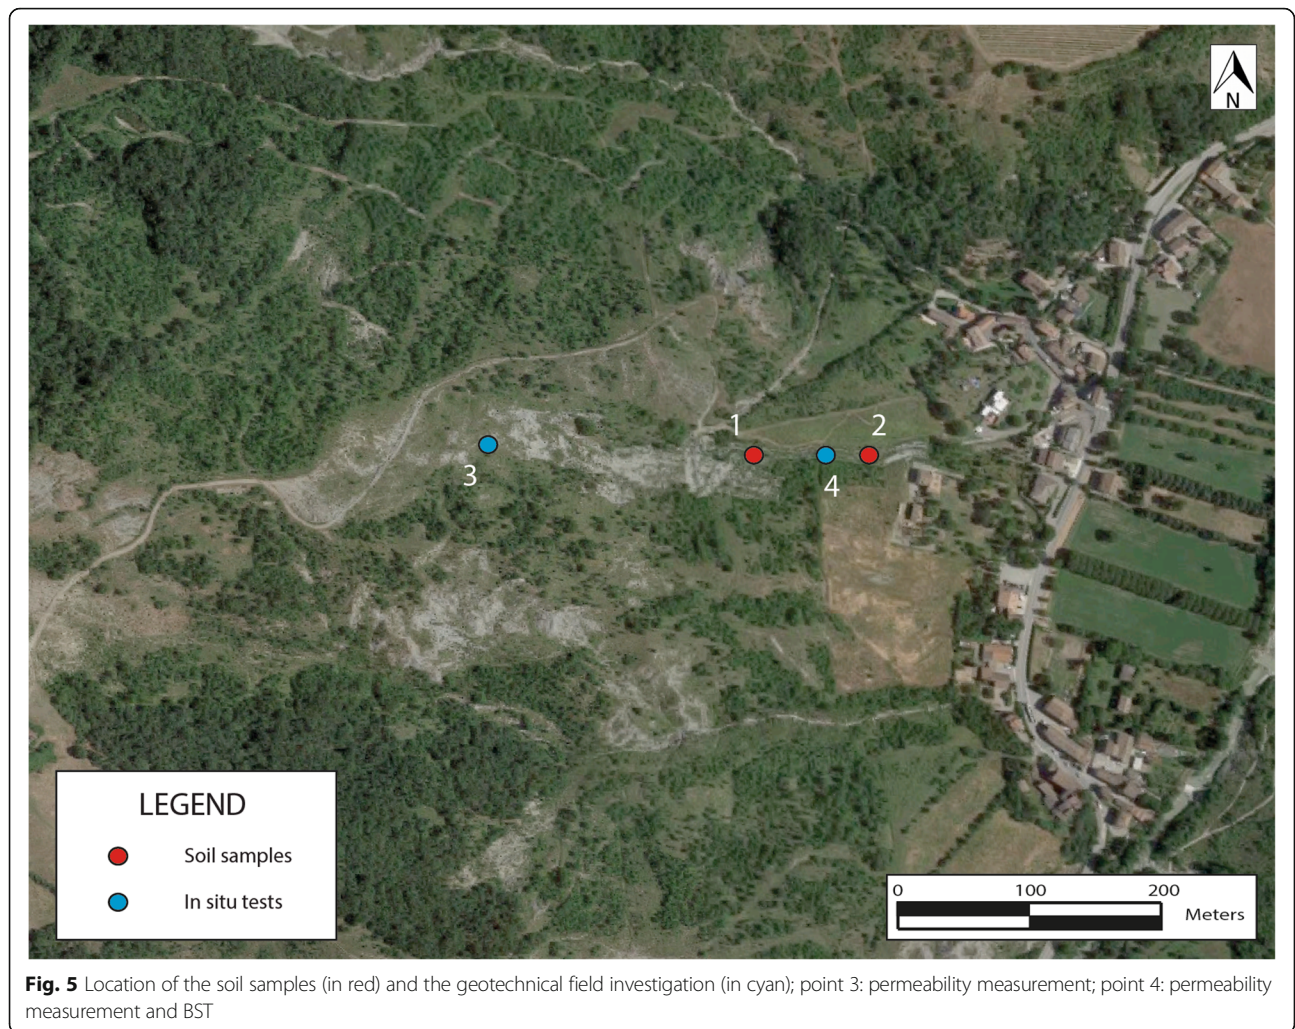 N
1
2
3
4
LEGEND
Soil samples
In situ tests
0 100 200
Meters
Fig. 5 Location of the soil samples (in red) and the geotechnical field investigation (in cyan); point 3: permeability measurement; point 4: permeability
measurement and BST